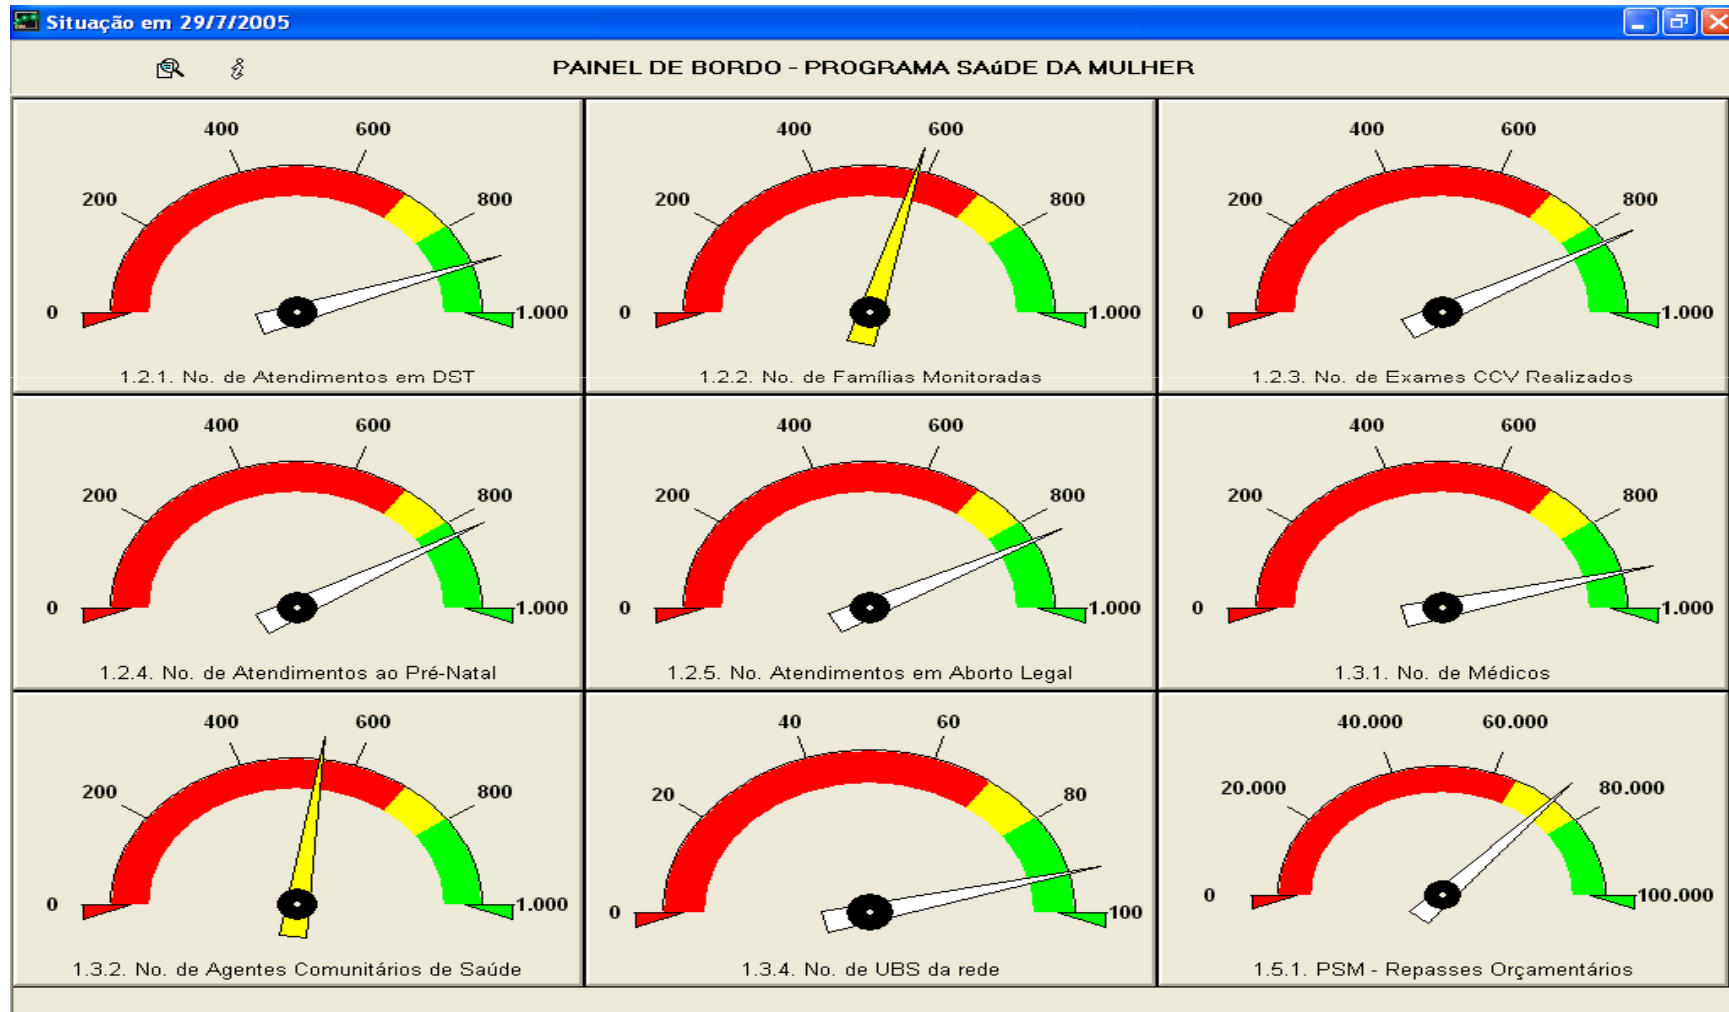 Situação em 29/7/2005
PAINEL DE BORDO - PROGRAMA SAúDE DA MULHER
400 600
200 800
0 1.000
1.2.1. No. de Atendimentos em DST
400 600
200 800
0 1.000
1.2.2. No. de Famílias Monitoradas
400 600
200 800
0 1.000
1.2.3. No. de Exames CCV Realizados
400 600
200 800
0 1.000
1.2.4. No. de Atendimentos ao Pré-Natal
400 600
200 800
0 1.000
1.2.5. No. Atendimentos em Aborto Legal
400 600
200 800
0 1.000
1.3.1. No. de Médicos
400 600
200 800
0 1.000
1.3.2. No. de Agentes Comunitários de Saúde
40 60
20 80
0 100
1.3.4. No. de UBS da rede
40.000 60.000
20.000 80.000
0 100.000
1.5.1. PSM - Repasses Orçamentários